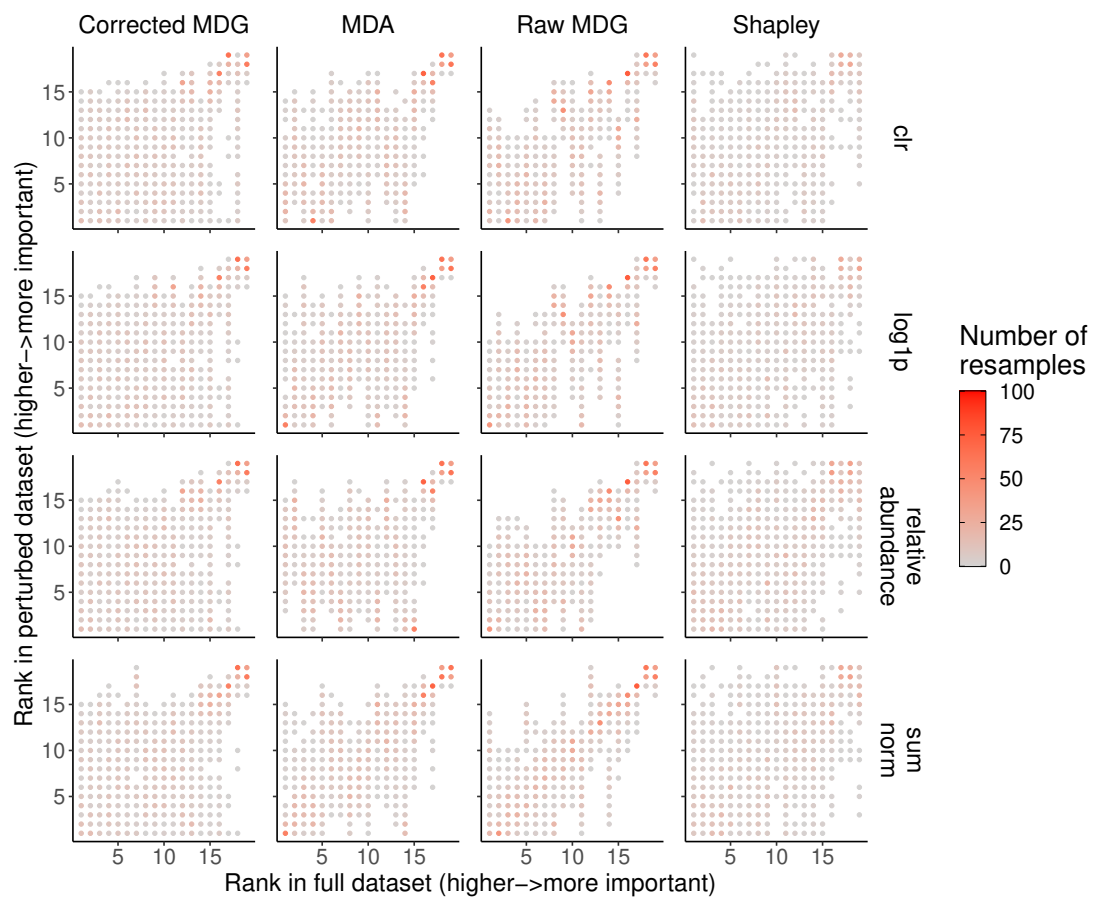 Corrected MDG MDA Raw MDG Shapley
Rank in perturbed dataset (higher->more important)
15
10
5
clr
15
10
5
log1p
15
10
5
relative
abundance
15
10
5
sum
norm
5 10 15 5 10 15 5 10 15 5 10 15
Rank in full dataset (higher->more important)
Number of
resamples
100
75
50
25
0